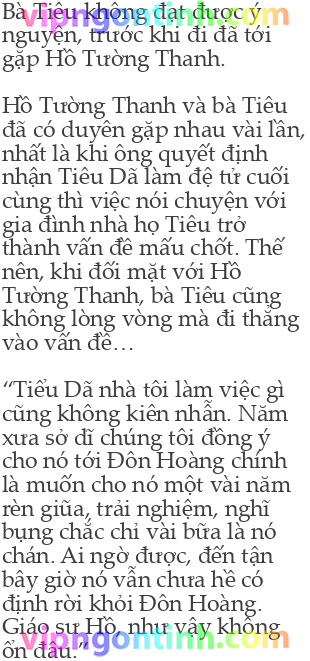 Bà Tiêu không đạt được ý
nguyện, trước khi đi đã tới
gặp Hồ Tường Thanh.
Hồ Tường Thanh và bà Tiêu
đã có duyên gặp nhau vài lần,
nhất là khi ông quyết định
nhận Tiêu Dã làm đệ tử cuối
cùng thì việc nói chuyện với
gia đình nhà họ Tiêu trở
thành vấn đề mấu chốt. Thế
nên, khi đối mặt với Hồ
Tường Thanh, bà Tiêu cũng
không lòng vòng mà đi thẳng
vào vấn đề…
“Tiểu Dã nhà tôi làm việc gì
cũng không kiên nhẫn. Năm
xưa sở dĩ chúng tôi đồng ý
cho nó tới Đôn Hoàng chính
là muốn cho nó một vài năm
rèn giũa, trải nghiệm, nghĩ
bụng chắc chỉ vài bữa là nó
chán. Ai ngờ được, đến tận
bây giờ nó vẫn chưa hề có
định rời khỏi Đôn Hoàng.
Giáo sư Hồ, như vậy không
ổn đâu.”
vipngontinh.com
vipngontinh.com